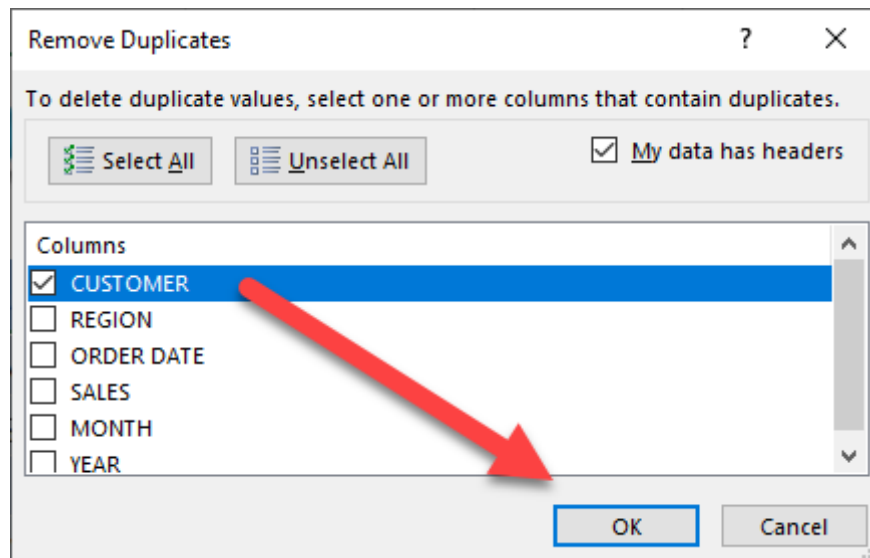 Remove Duplicates ? ×
To delete duplicate values, select one or more columns that contain duplicates.
Select All Unselect All My data has headers
Columns
CUSTOMER
REGION
ORDER DATE
SALES
MONTH
YEAR
OK Cancel